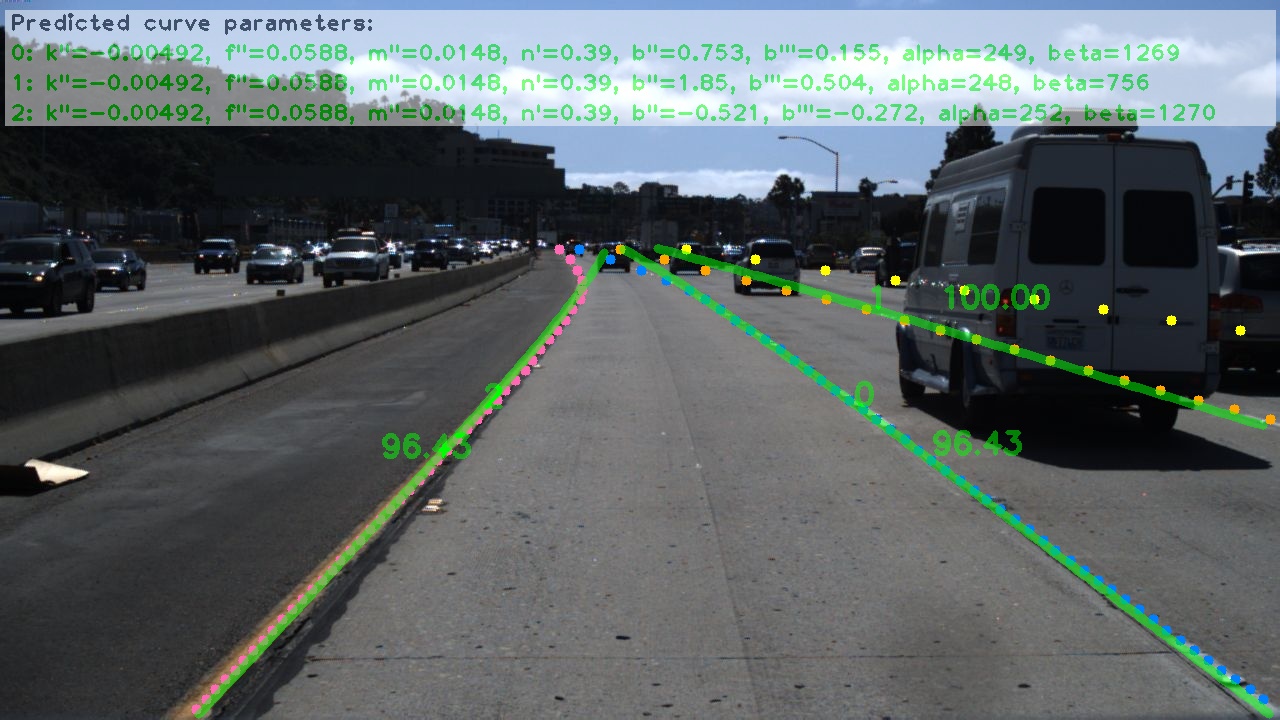 Predicted curve parameters:
0: k''=-0.00492, f''=0.0588, m''=0.0148, n'=0.39, b''=0.753, b'''=0.155, alpha=249, beta=1269
1: k''=-0.00492, f''=0.0588, m''=0.0148, n'=0.39, b''=1.85, b'''=0.504, alpha=248, beta=756
2: k''=-0.00492, f''=0.0588, m''=0.0148, n'=0.39, b''=-0.521, b'''=-0.272, alpha=252, beta=1270
1 100.00
2 0
96.45 96.43